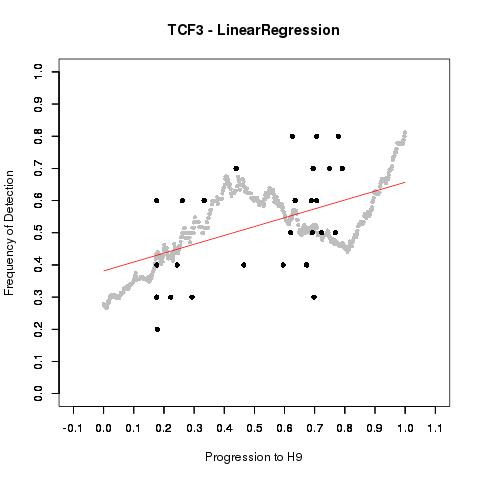 TCF3 - LinearRegression
Frequency of Detection
1.0
0.9
0.8
0.7
0.6
0.5
0.4
0.3
0.2
0.1
0.0
-0.1 0.0 0.1 0.2 0.3 0.4 0.5 0.6 0.7 0.8 0.9 1.0 1.1
Progression to H9